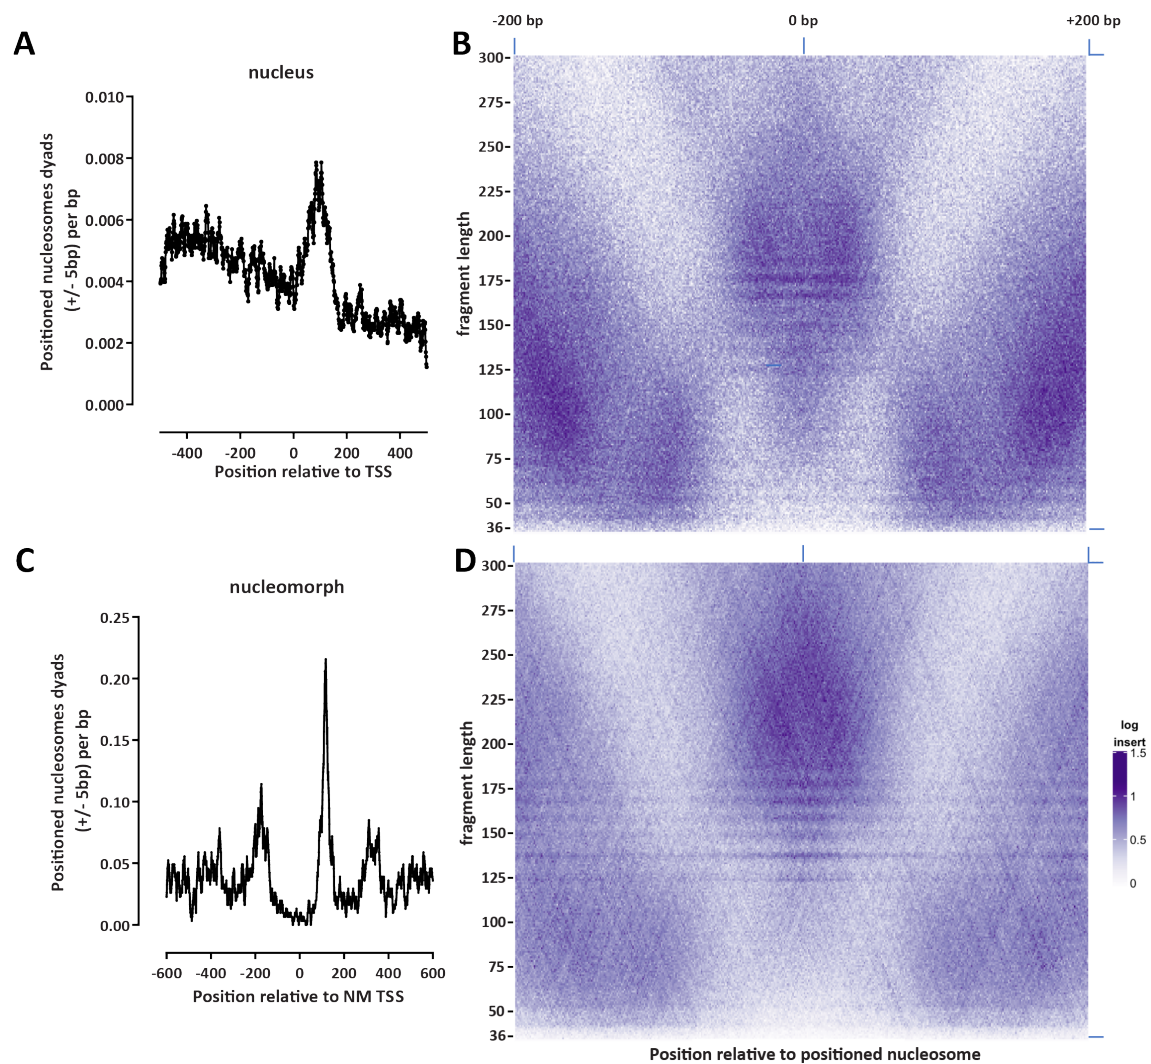 A
nucleus
Positioned nucleosomes dyads
(+/- 5bp) per bp
0.010
0.008
0.006
0.004
0.002
0.000
-400 -200 0 200 400
Position relative to TSS
B
-200 bp 0 bp +200 bp
fragment length
300
275
250
225
200
175
150
125
100
75
50
36
C
nucleomorph
Positioned nucleosomes dyads
(+/- 5bp) per bp
0.25
0.20
0.15
0.10
0.05
0.00
-600 -400 -200 0 200 400 600
Position relative to NM TSS
D
fragment length
300
275
250
225
200
175
150
125
100
75
50
36
Position relative to positioned nucleosome
log
insert
1.5
1
0.5
0